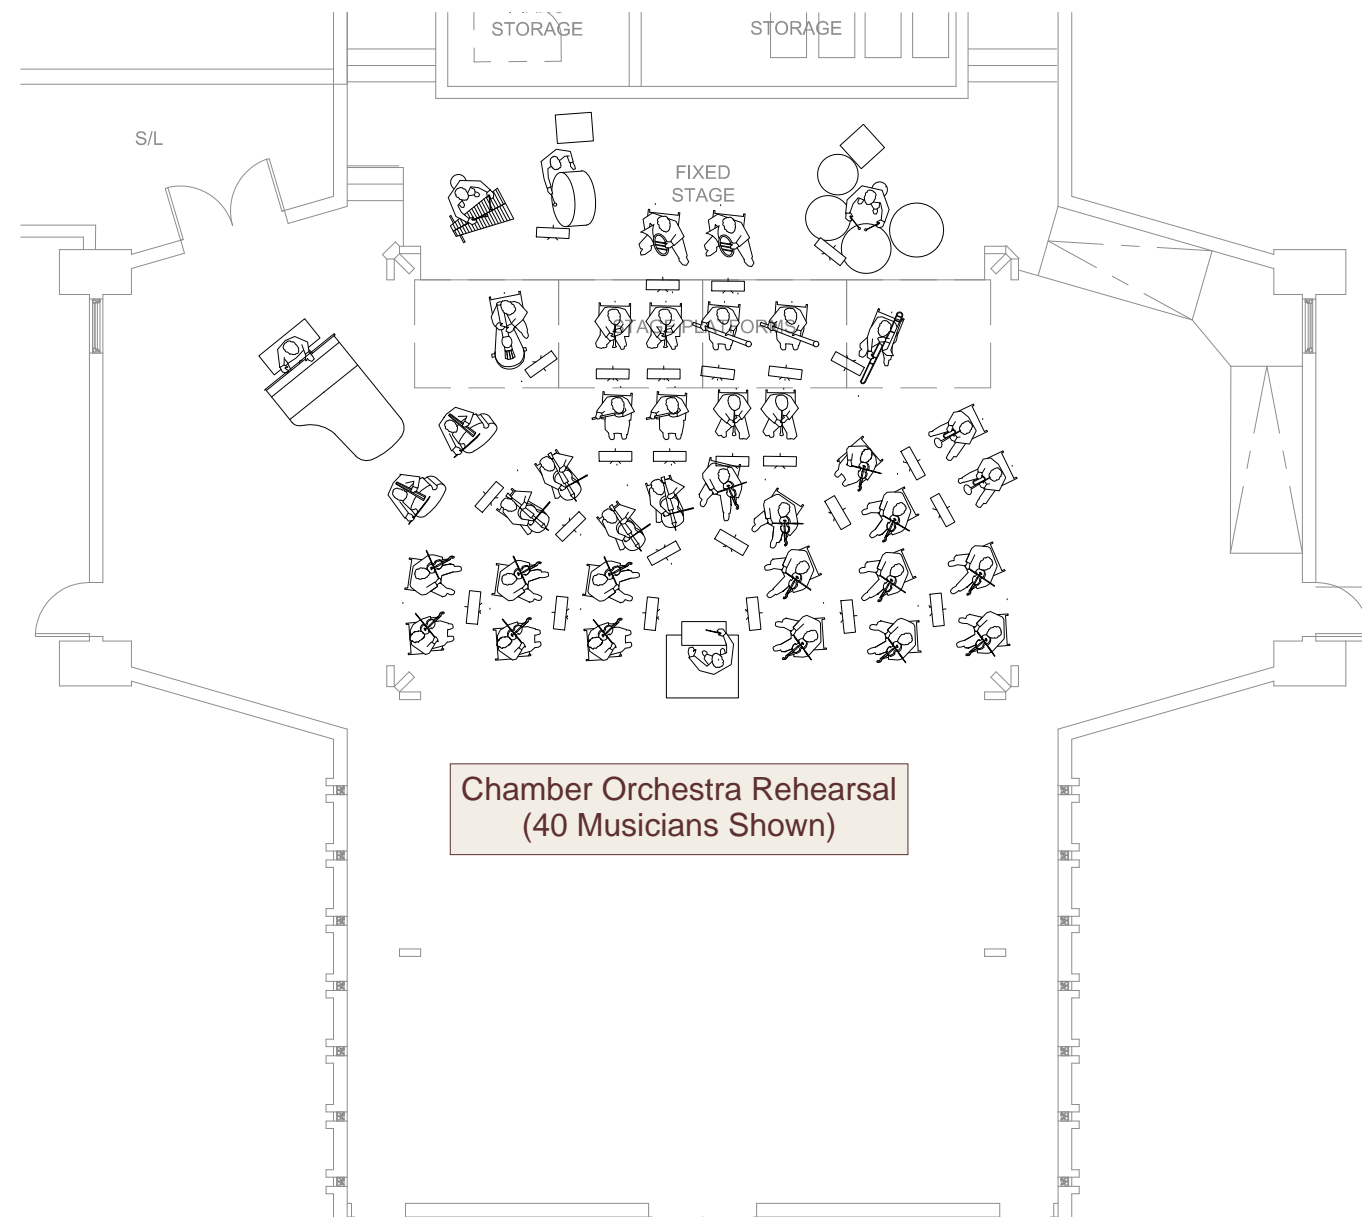 STORAGE
STORAGE
S/L
FIXED
STAGE
STAGE PLATFORMS
Chamber Orchestra Rehearsal
(40 Musicians Shown)